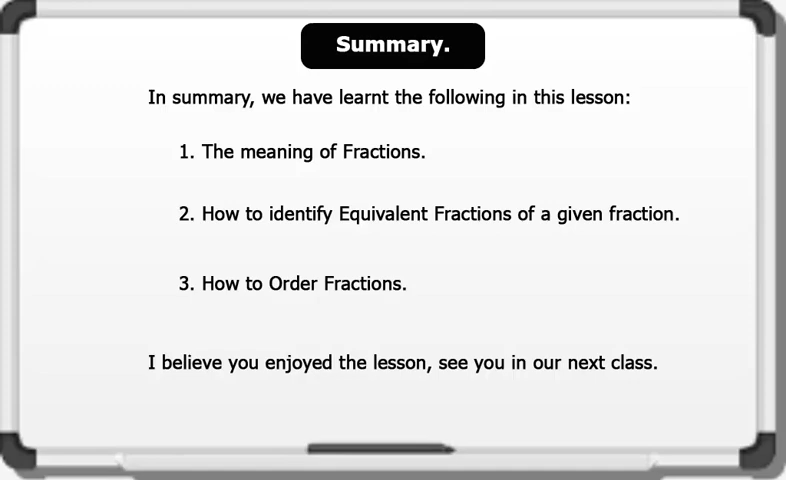 Summary.
In summary, we have learnt the following in this lesson:
1. The meaning of Fractions.
2. How to identify Equivalent Fractions of a given fraction.
3. How to Order Fractions.
I believe you enjoyed the lesson, see you in our next class.